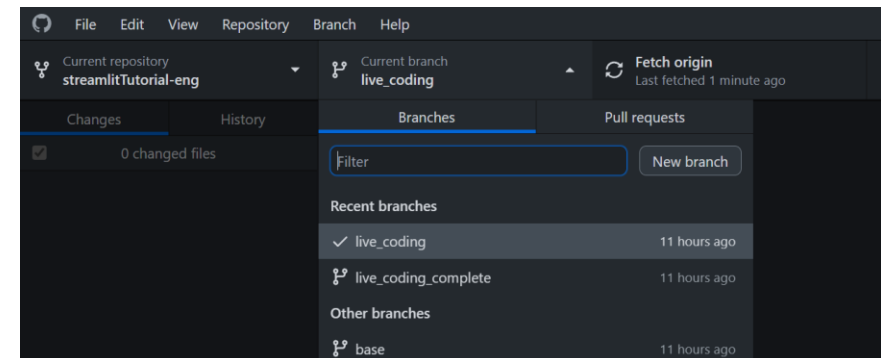 File Edit View Repository Branch Help
Current repository
streamlitTutorial-eng
Current branch
live_coding
Fetch origin
Last fetched 1 minute ago
Changes History
Branches Pull requests
0 changed files
Filter New branch
Recent branches
live_coding 11 hours ago
live_coding_complete 11 hours ago
Other branches
base 11 hours ago